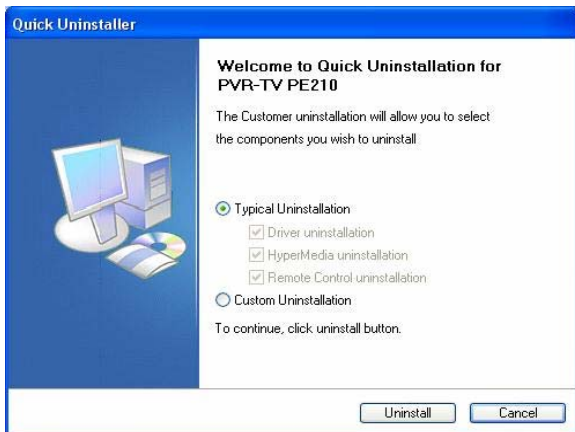 Quick Uninstaller
Welcome to Quick Uninstallation for
PVR-TV PE210
The Customer uninstallation will allow you to select
the components you wish to uninstall
Typical Uninstallation
Driver uninstallation
HyperMedia uninstallation
Remote Control uninstallation
Custom Uninstallation
To continue, click uninstall button.
Uninstall
Cancel